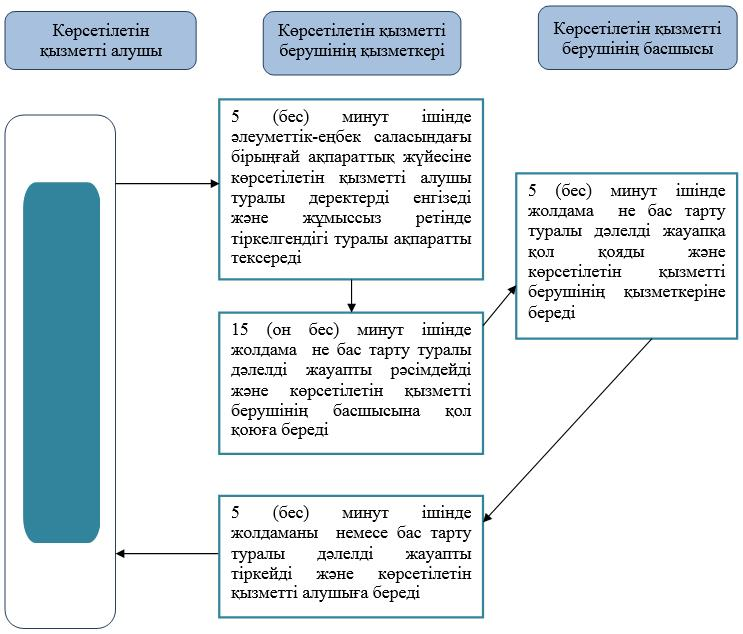 Көрсетілетін
қызметті алушы
Көрсетілетін қызметті
берушінің қызметкері
Көрсетілетін қызметті
берушінің басшысы
5 (бес) минут ішінде
әлеуметтік-еңбек саласындағы
бірыңғай ақпараттық жүйесіне
көрсетілетін қызметті алушы
туралы деректерді енгізеді
және жұмыссыз ретінде
тіркелгендігі туралы ақпаратты
тексереді
5 (бес) минут ішінде
жолдама не бас тарту
туралы дәлелді жауапқа
қол қояды және
көрсетілетін қызметті
берушінің қызметкеріне
береді
15 (он бес) минут ішінде
жолдама не бас тарту туралы
дәлелді жауапты рәсімдейді
және көрсетілетін қызметті
берушінің басшысына қол
қоюға береді
5 (бес) минут ішінде
жолдаманы немесе бас тарту
туралы дәлелді жауапты
тіркейді және көрсетілетін
қызметті алушыға береді